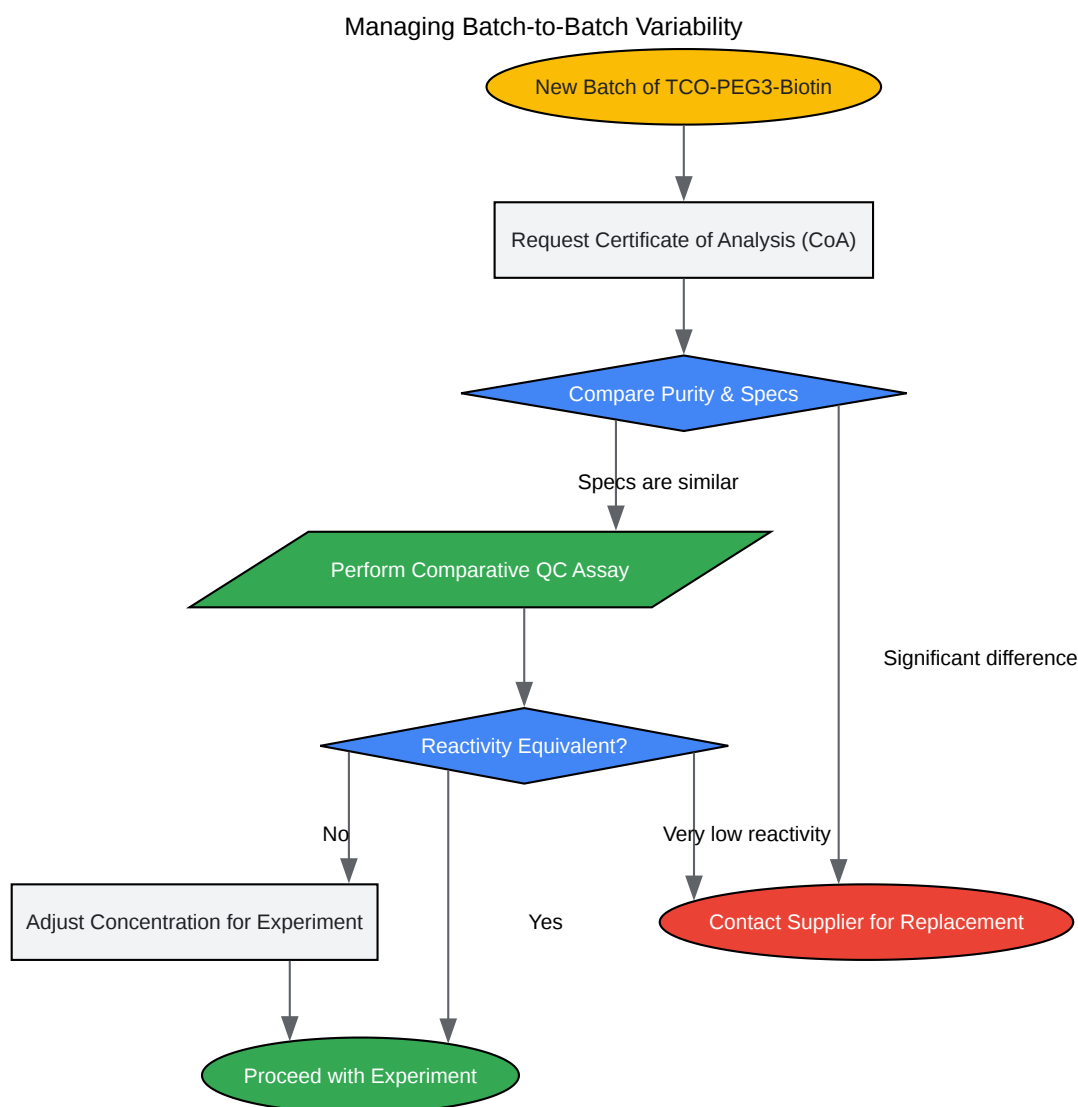 Managing Batch-to-Batch Variability
New Batch of TCO-PEG3-Biotin
Request Certificate of Analysis (CoA)
Compare Purity & Specs
Specs are similar
Perform Comparative QC Assay
Significant difference
Reactivity Equivalent?
No
Very low reactivity
Adjust Concentration for Experiment
Yes
Contact Supplier for Replacement
Proceed with Experiment